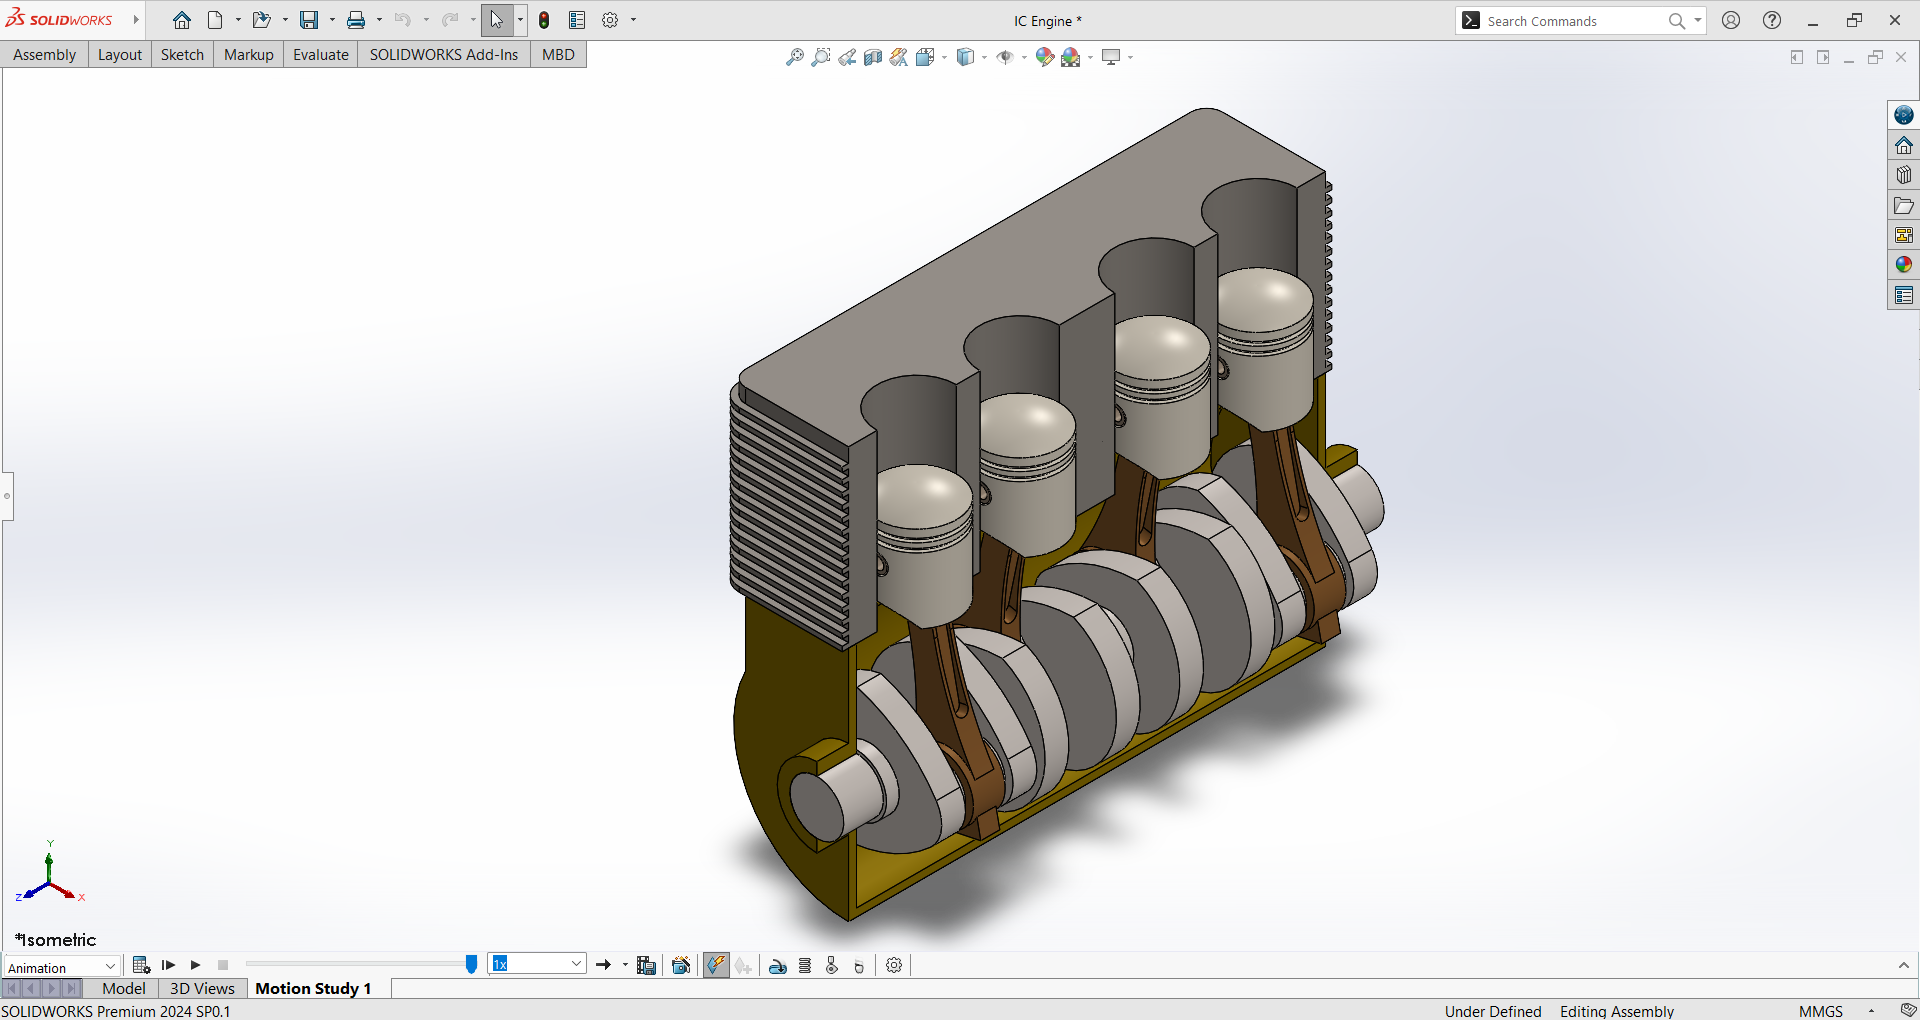 SOLIDWORKS
IC Engine *
Search Commands
Assembly
Layout
Sketch
Markup
Evaluate
SOLIDWORKS Add-Ins
MBD
Y
Z
X
*Isometric
Animation
1x
Model
3D Views
Motion Study 1
SOLIDWORKS Premium 2024 SP0.1
Under Defined
Editing Assembly
MMGS